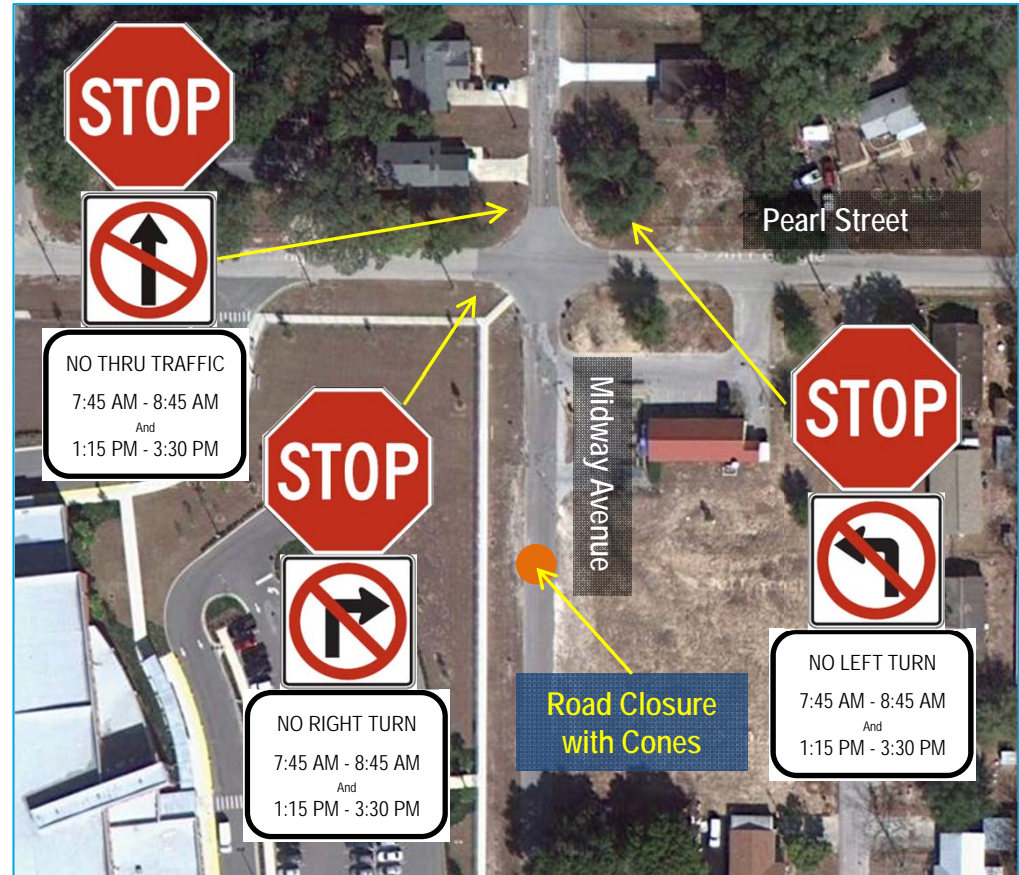 STOP
NO THRU TRAFFIC
7:45 AM - 8:45 AM
And
1:15 PM - 3:30 PM
Pearl Street
STOP
NO RIGHT TURN
7:45 AM - 8:45 AM
And
1:15 PM - 3:30 PM
Midway Avenue
Road Closure
with Cones
STOP
NO LEFT TURN
7:45 AM - 8:45 AM
And
1:15 PM - 3:30 PM